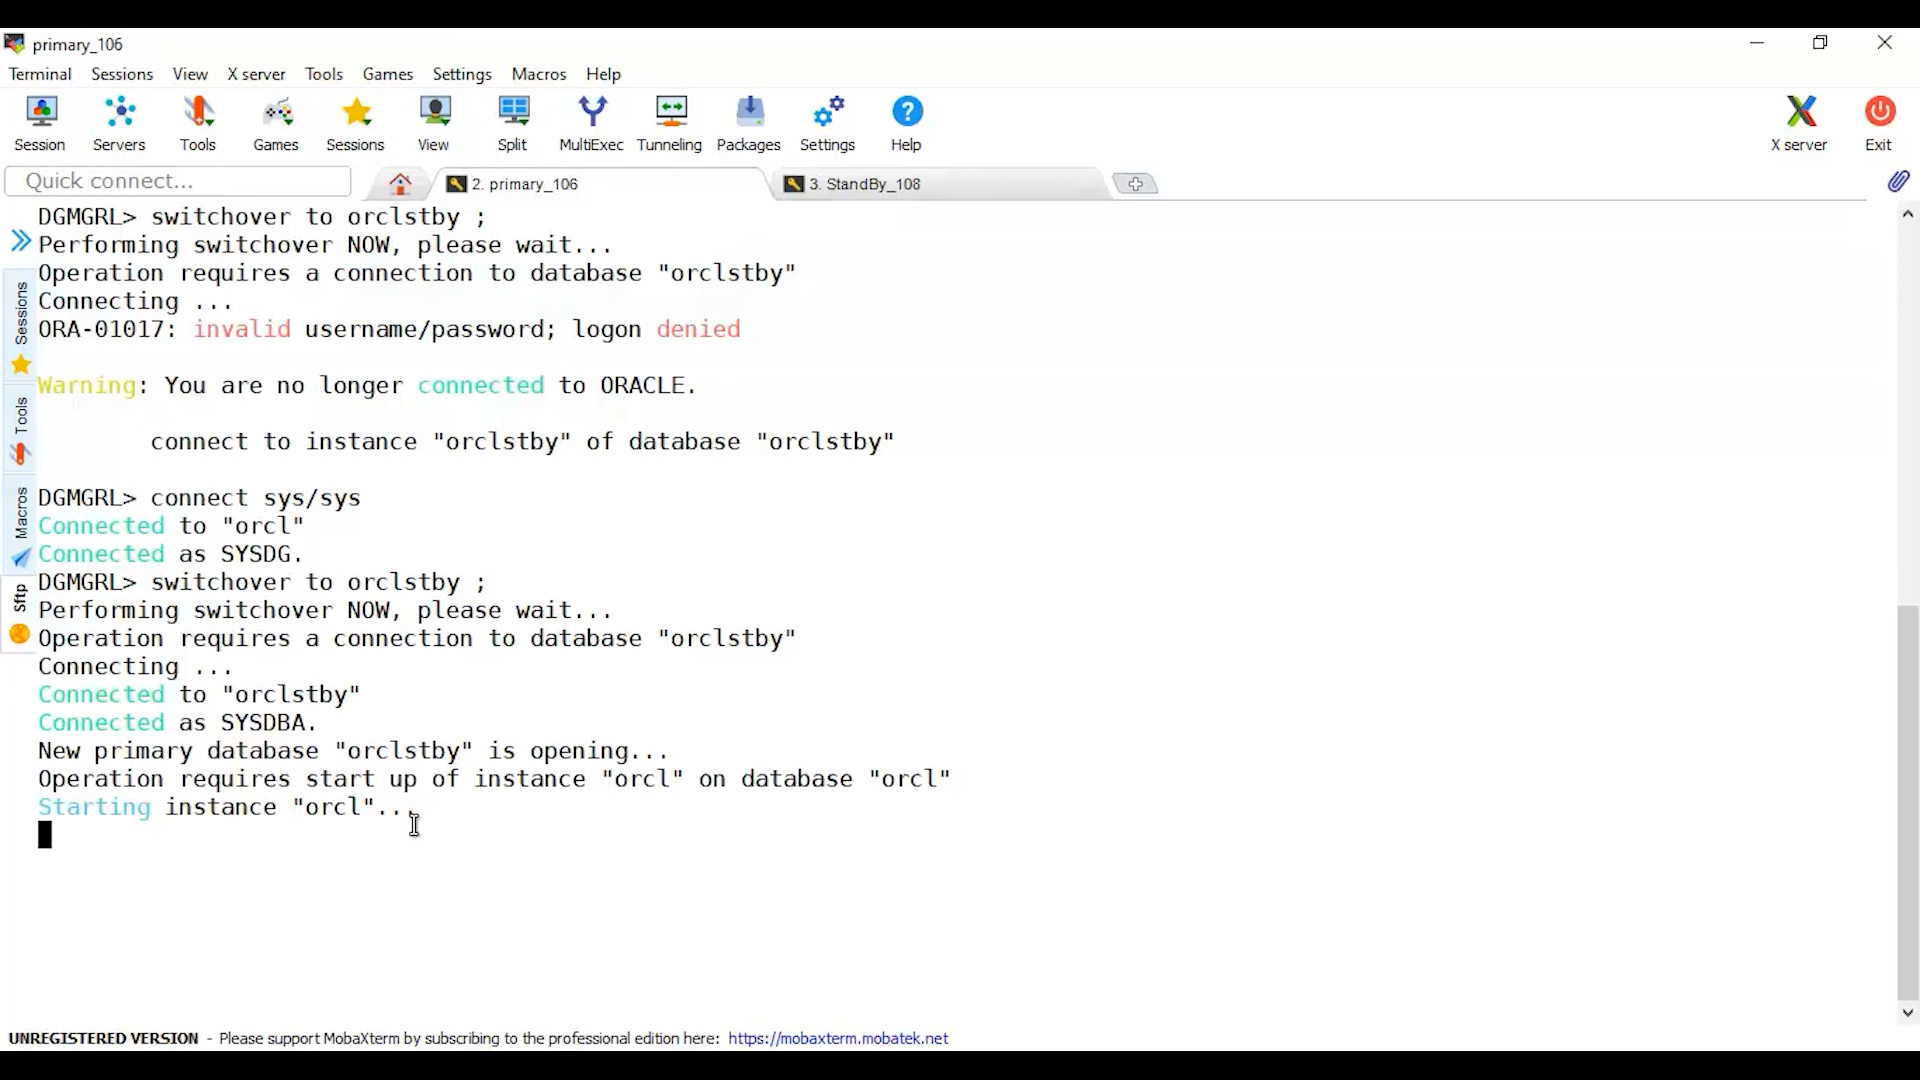 primary_106
Terminal Sessions View X server Tools Games Settings Macros Help
Session Servers Tools Games Sessions View Split MultiExec Tunneling Packages Settings Help X server Exit
Quick connect...
2. primary_106
3. StandBy_108
Sessions
Tools
Macros
Sftp
DGMGRL> switchover to orclstby ;
Performing switchover NOW, please wait...
Operation requires a connection to database "orclstby"
Connecting ...
ORA-01017: invalid username/password; logon denied
Warning: You are no longer connected to ORACLE.
connect to instance "orclstby" of database "orclstby"
DGMGRL> connect sys/sys
Connected to "orcl"
Connected as SYSDG.
DGMGRL> switchover to orclstby ;
Performing switchover NOW, please wait...
Operation requires a connection to database "orclstby"
Connecting ...
Connected to "orclstby"
Connected as SYSDBA.
New primary database "orclstby" is opening...
Operation requires start up of instance "orcl" on database "orcl"
Starting instance "orcl"...
UNREGISTERED VERSION - Please support MobaXterm by subscribing to the professional edition here: https://mobaxterm.mobatek.net